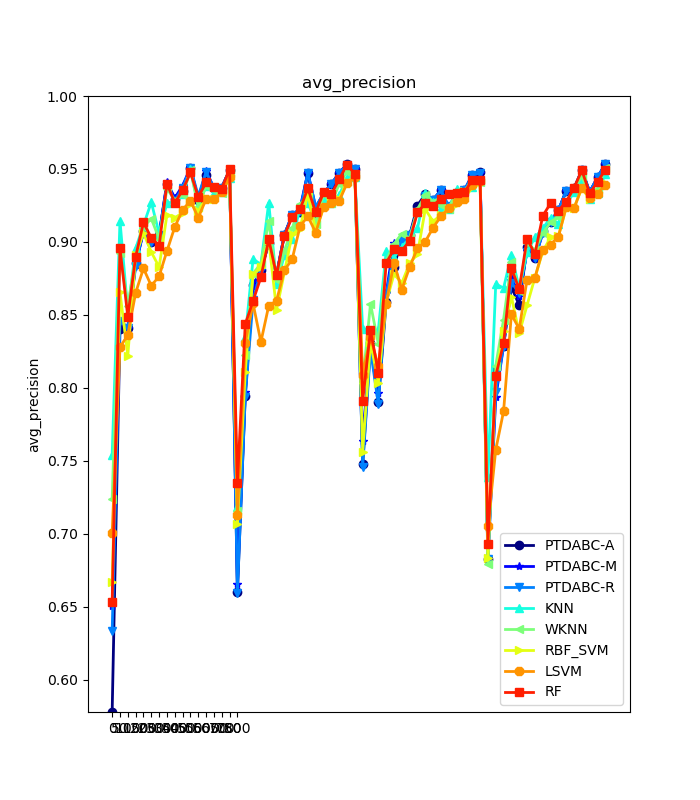 avg_precision
1.00
0.95
0.90
0.85
0.80
0.75
0.70
0.65
0.60
avg_precision
PTDABC-A
PTDABC-M
PTDABC-R
KNN
WKNN
RBF_SVM
LSVM
RF